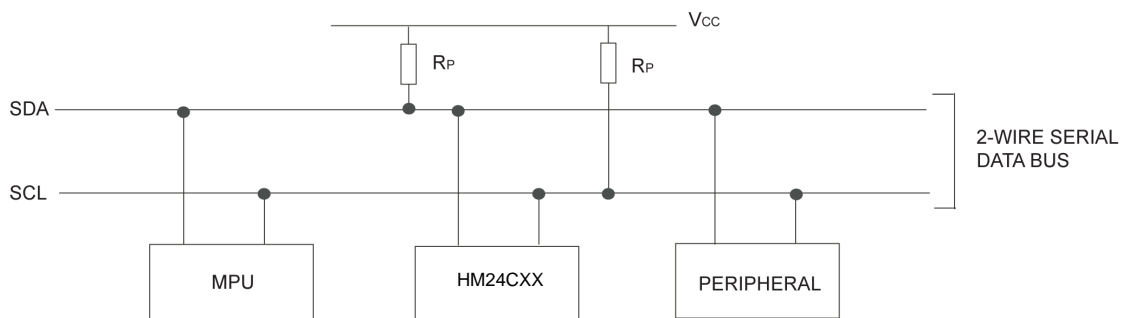 VCC
RP
RP
SDA
2-WIRE SERIAL
DATA BUS
SCL
MPU
HM24CXX
PERIPHERAL